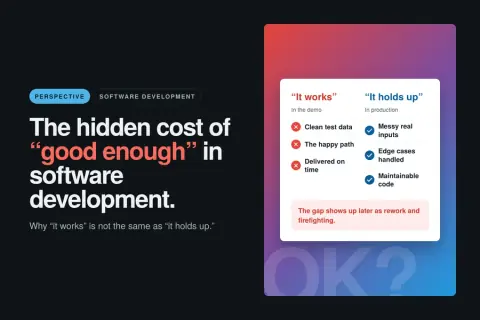 PERSPECTIVE
SOFTWARE DEVELOPMENT
The hidden cost of
“good enough” in
software
development.
Why “it works” is not the same as “it holds up.”
“It works”
in the demo
Clean test data
The happy path
Delivered on
time
“It holds up”
in production
Messy real
inputs
Edge cases
handled
Maintainable
code
The gap shows up later as rework and
firefighting.
OK?